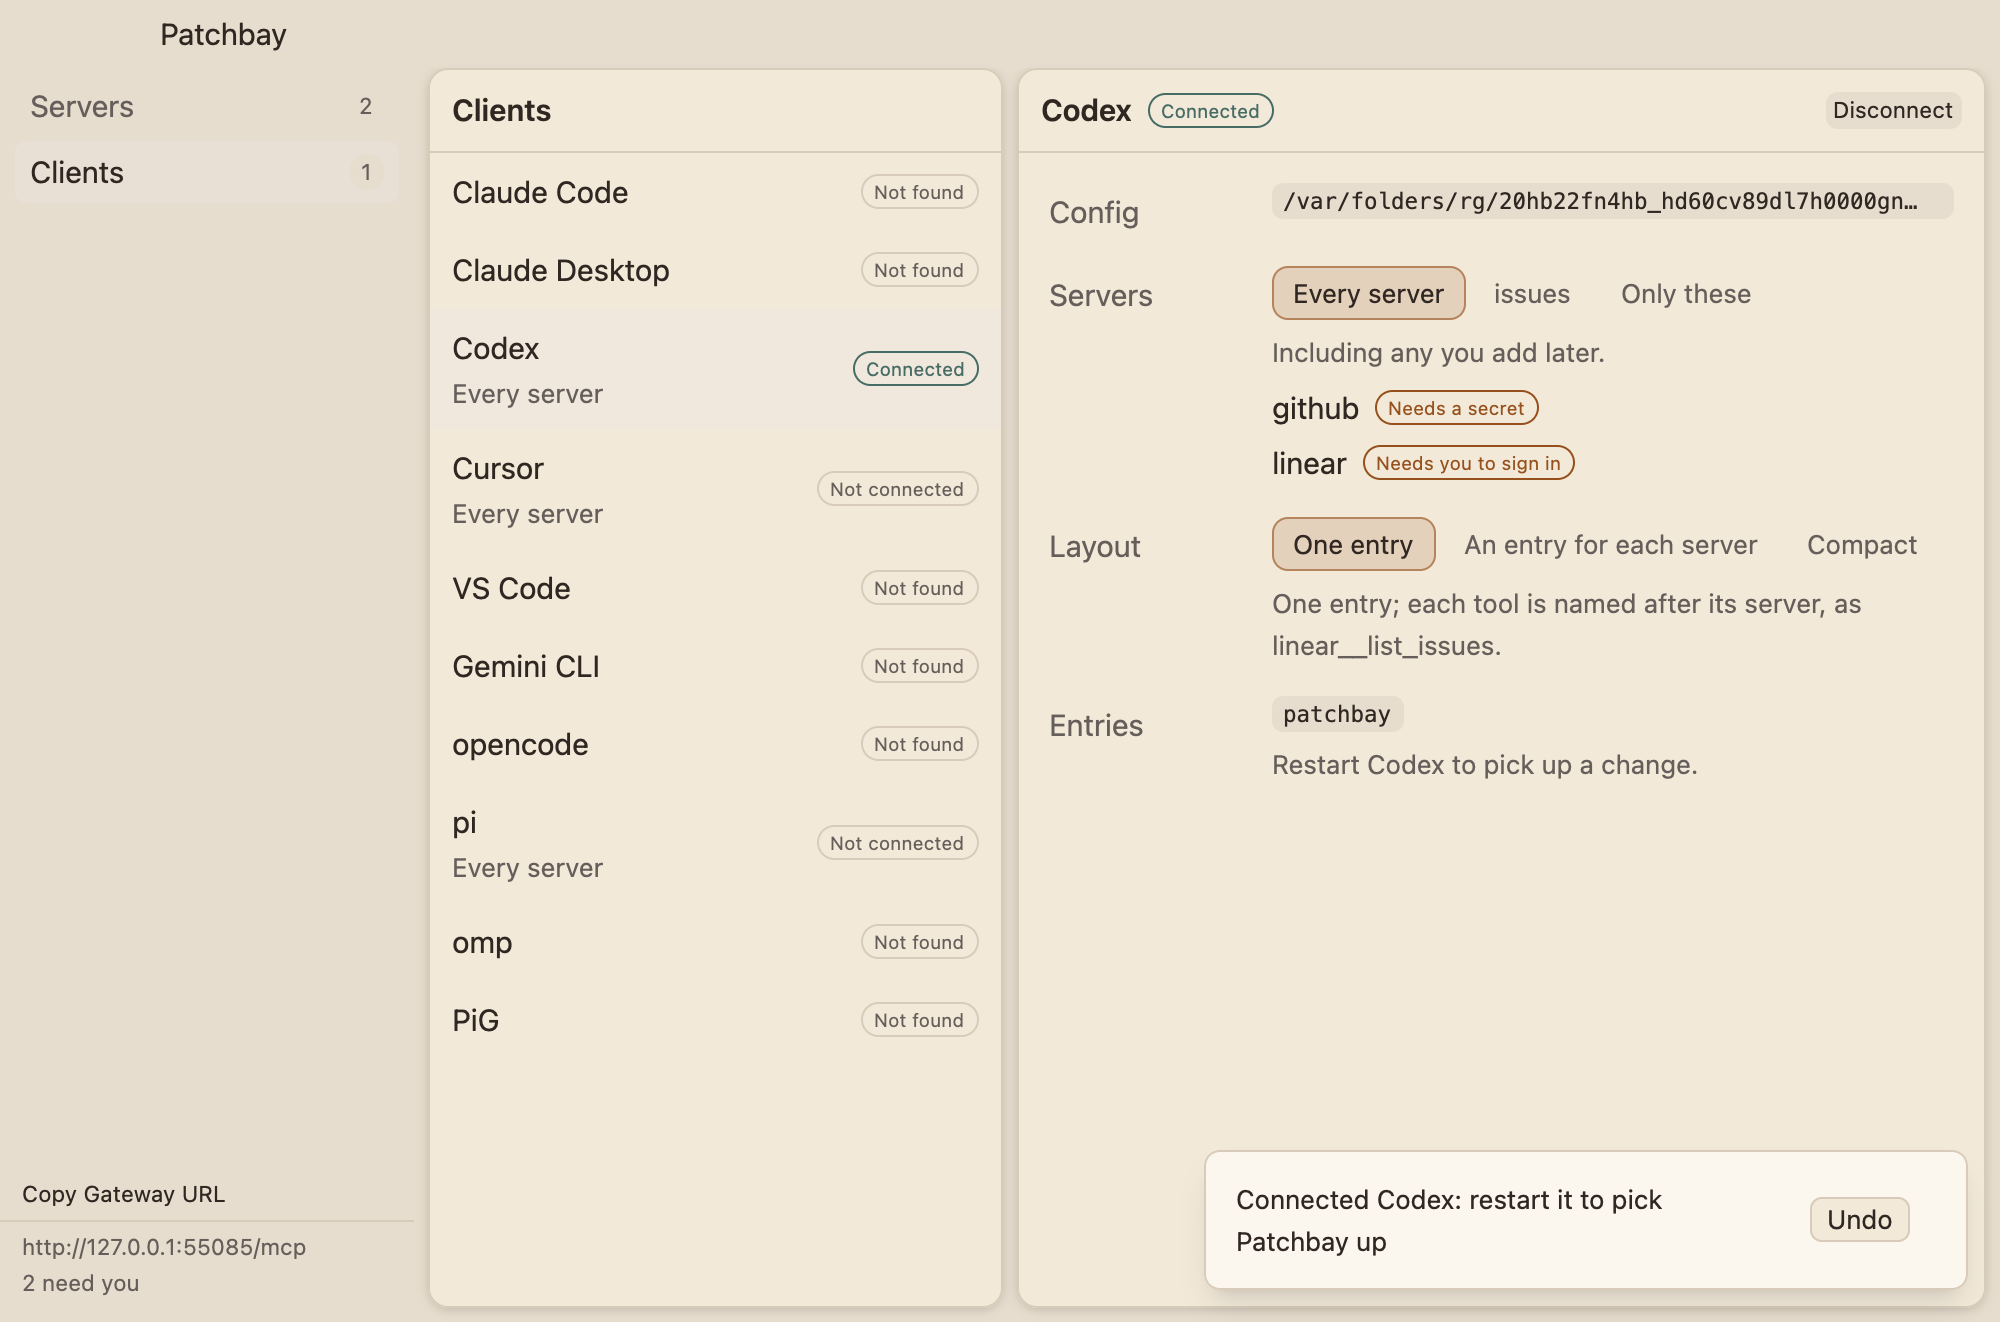 Patchbay
Servers 2
Clients 1
Copy Gateway URL
http://127.0.0.1:55085/mcp
2 need you
Clients
Claude Code Not found
Claude Desktop Not found
Codex
Every server
Connected
Cursor
Every server
Not connected
VS Code Not found
Gemini CLI Not found
opencode Not found
pi
Every server
Not connected
omp Not found
PiG Not found
Codex Connected Disconnect
Config /var/folders/rg/20hb22fn4hb_hd60cv89dl7h0000gn…
Servers Every server issues Only these
Including any you add later.
github Needs a secret
linear Needs you to sign in
Layout One entry An entry for each server Compact
One entry; each tool is named after its server, as
linear__list_issues.
Entries patchbay
Restart Codex to pick up a change.
Connected Codex: restart it to pick
Patchbay up
Undo